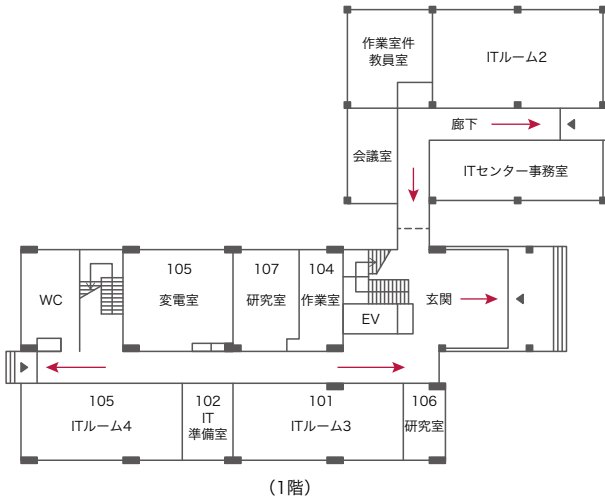 作業室件
教員室
ITルーム2
廊下
会議室
ITセンター事務室
WC
105
変電室
107
研究室
104
作業室
EV
玄関
105
ITルーム4
102
IT
準備室
101
ITルーム3
106
研究室
(1階)